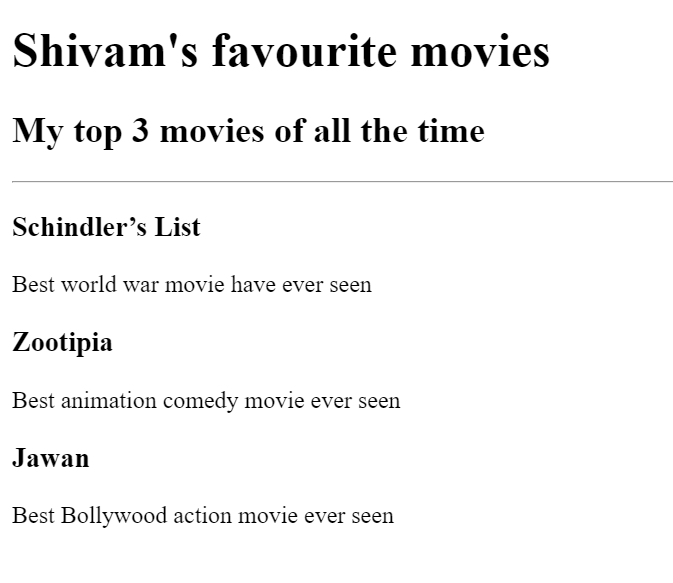 Shivam's favourite movies
My top 3 movies of all the time
Schindler’s List
Best world war movie have ever seen
Zootipia
Best animation comedy movie ever seen
Jawan
Best Bollywood action movie ever seen